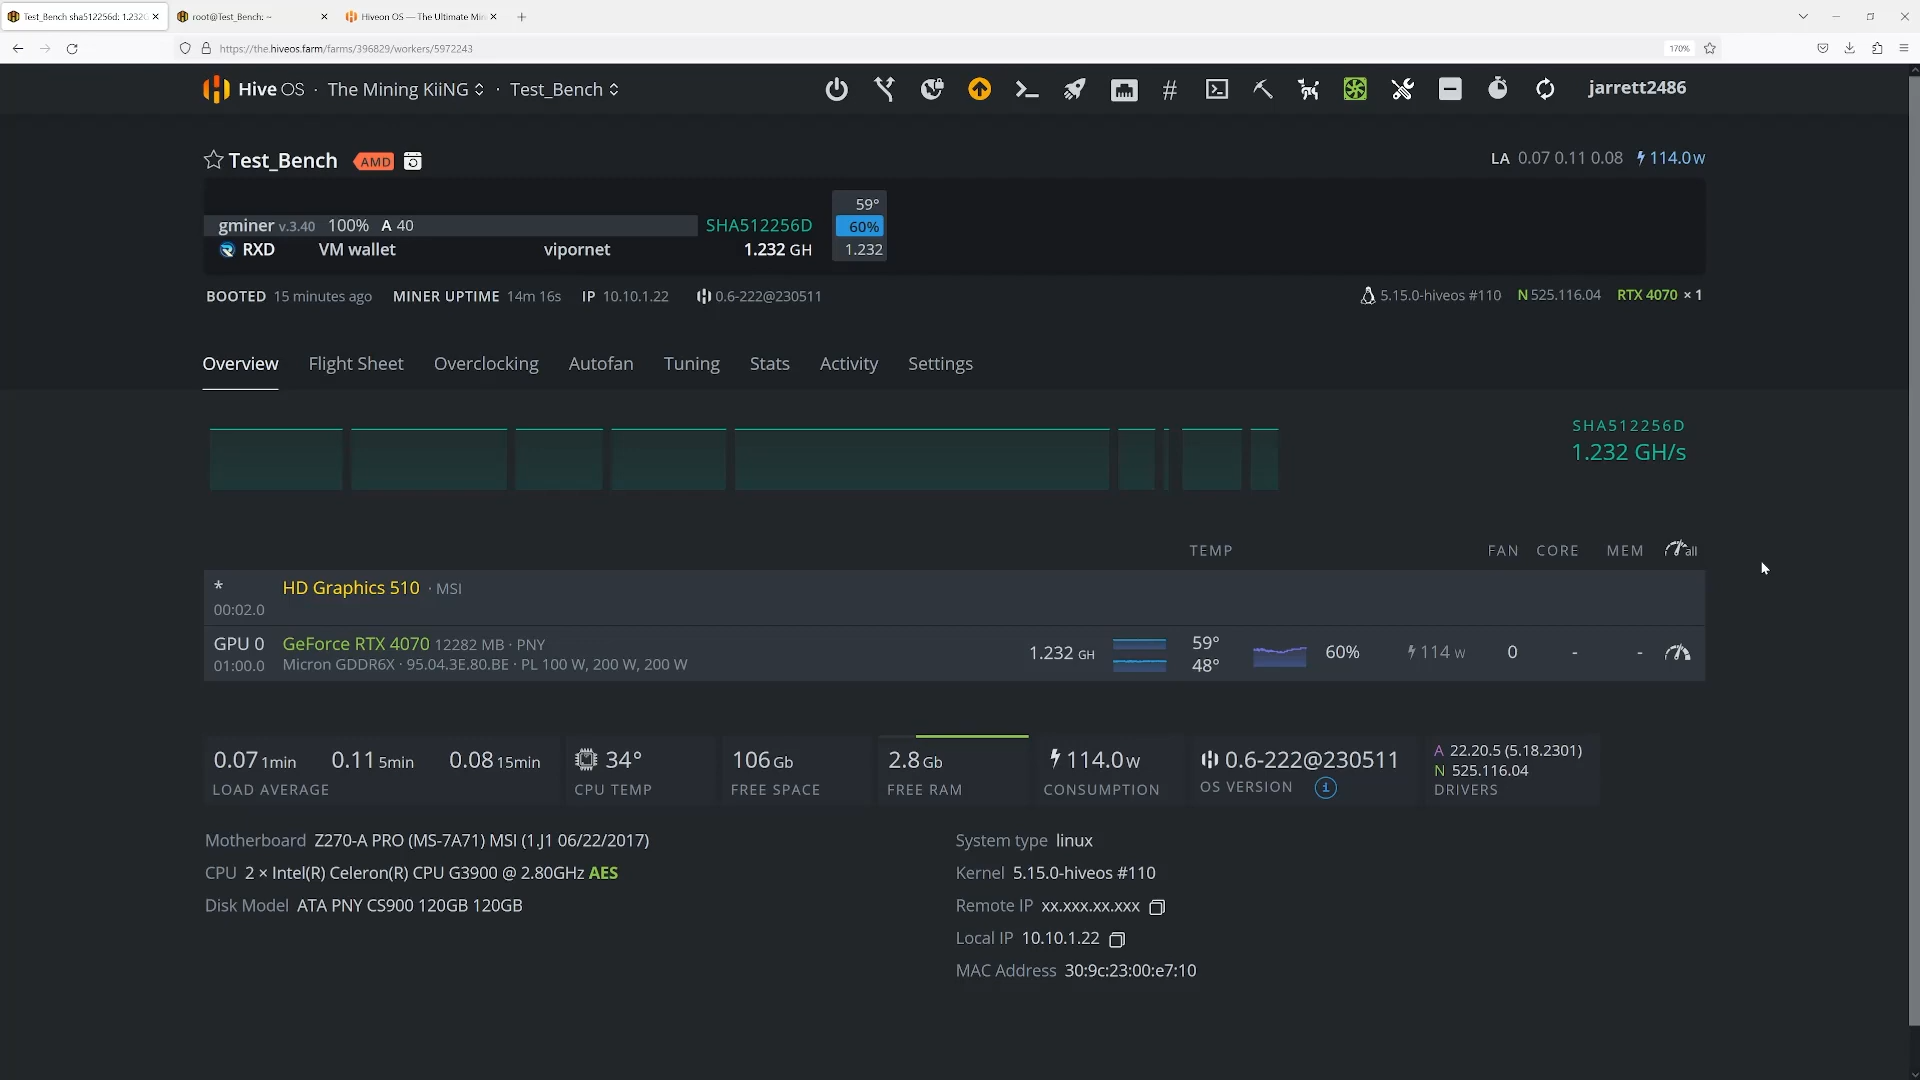 Test_Bench sha512256d: 1.232G
root@Test_Bench: ~
Hiveon OS — The Ultimate Min
https://the.hiveos.farm/farms/396829/workers/5972243
170%
Hive OS · The Mining KiiNG · Test_Bench
jarrett2486
Test_Bench AMD
LA 0.07 0.11 0.08 114.0 W
59°
gminer v.3.40 100% A 40 SHA512256D 60%
RXD VM wallet vipornet 1.232 GH 1.232
BOOTED 15 minutes ago MINER UPTIME 14m 16s IP 10.10.1.22 0.6-222@230511
5.15.0-hiveos #110 N 525.116.04 RTX 4070 × 1
Overview Flight Sheet Overclocking Autofan Tuning Stats Activity Settings
SHA512256D
1.232 GH/s
TEMP FAN CORE MEM all
* HD Graphics 510 · MSI
00:02.0
GPU 0 GeForce RTX 4070 12282 MB · PNY
01:00.0 Micron GDDR6X · 95.04.3E.80.BE · PL 100 W, 200 W, 200 W
1.232 GH 59° 60% 114 W 0 - -
48°
0.07 1min 0.11 5min 0.08 15min
LOAD AVERAGE
34°
CPU TEMP
106 Gb
FREE SPACE
2.8 Gb
FREE RAM
114.0 W
CONSUMPTION
0.6-222@230511
OS VERSION i
A 22.20.5 (5.18.2301)
N 525.116.04
DRIVERS
Motherboard Z270-A PRO (MS-7A71) MSI (1.J1 06/22/2017)
CPU 2 × Intel(R) Celeron(R) CPU G3900 @ 2.80GHz AES
Disk Model ATA PNY CS900 120GB 120GB
System type linux
Kernel 5.15.0-hiveos #110
Remote IP xx.xxx.xx.xxx
Local IP 10.10.1.22
MAC Address 30:9c:23:00:e7:10